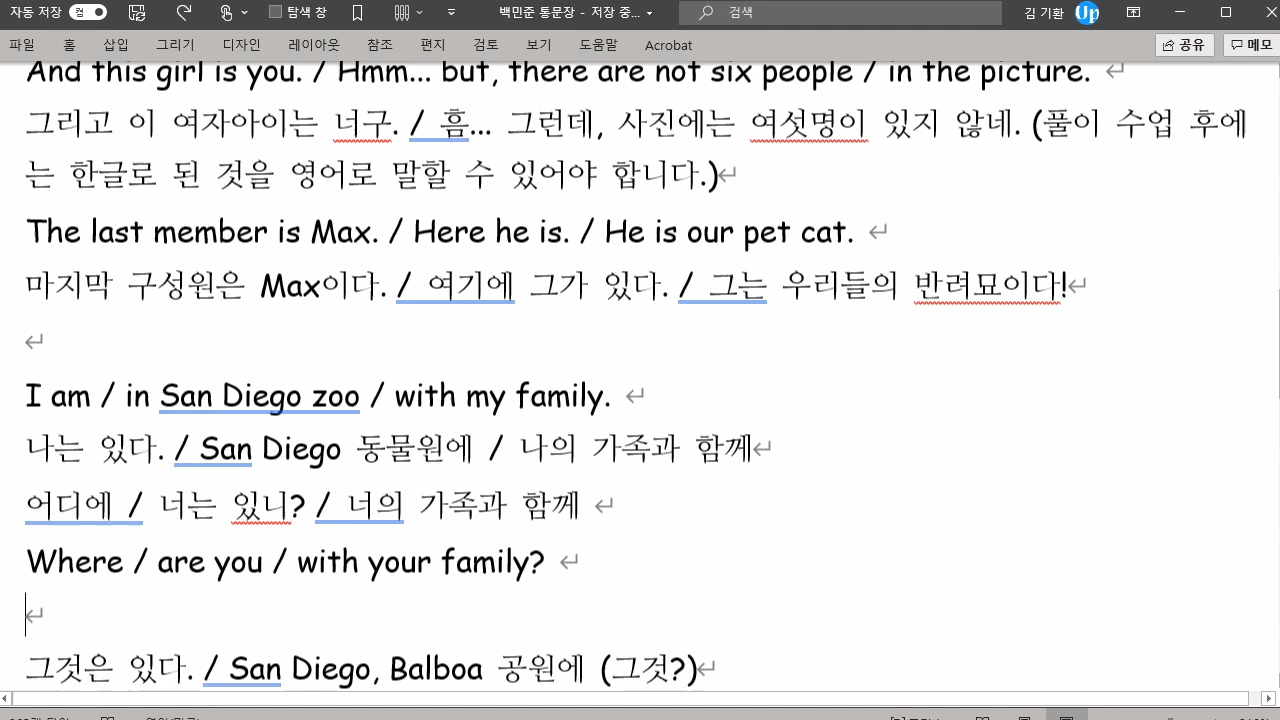 자동 저장 컴 탐색 창 백민준 통문장 - 저장 중... 검색 김 기환 Up
파일 홈 삽입 그리기 디자인 레이아웃 참조 편지 검토 보기 도움말 Acrobat 공유 메모
And this girl is you. / Hmm... but, there are not six people / in the picture.
그리고 이 여자아이는 너구. / 흠... 그런데, 사진에는 여섯명이 있지 않네. (풀이 수업 후에
는 한글로 된 것을 영어로 말할 수 있어야 합니다.)
The last member is Max. / Here he is. / He is our pet cat.
마지막 구성원은 Max이다. / 여기에 그가 있다. / 그는 우리들의 반려묘이다!
I am / in San Diego zoo / with my family.
나는 있다. / San Diego 동물원에 / 나의 가족과 함께
어디에 / 너는 있니? / 너의 가족과 함께
Where / are you / with your family?
그것은 있다. / San Diego, Balboa 공원에 (그것?)